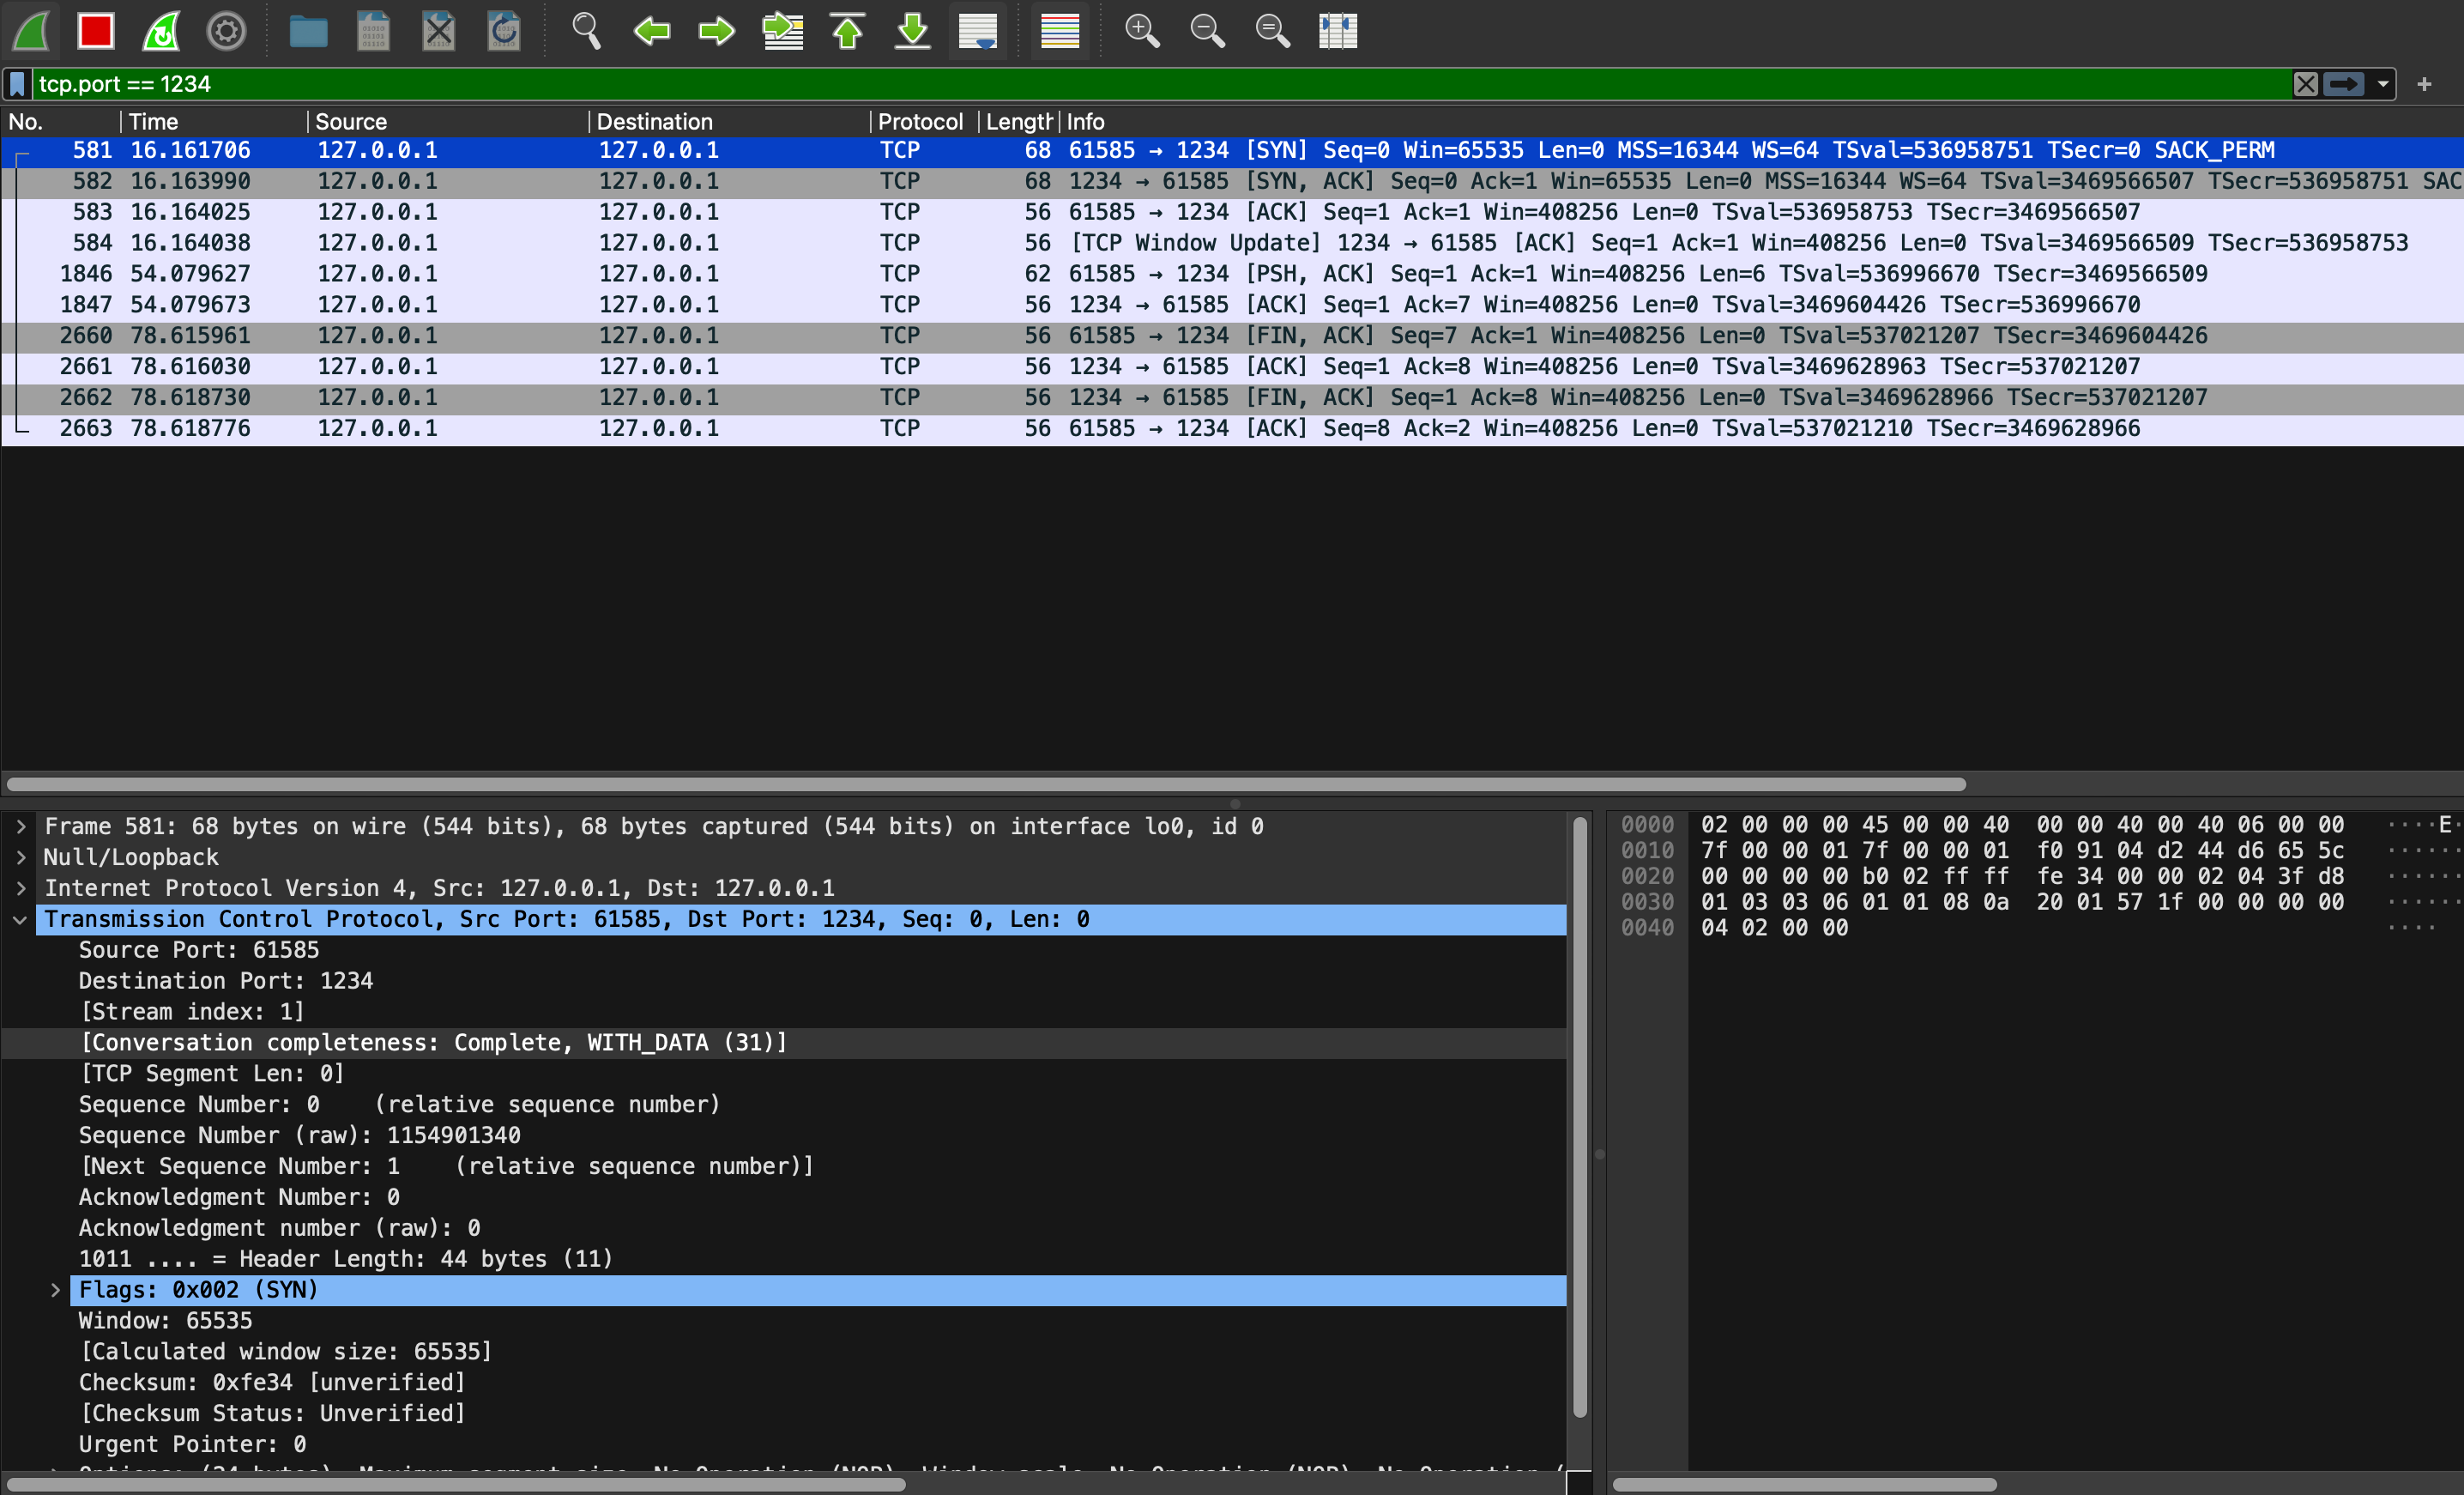 tcp.port == 1234
No. Time Source Destination Protocol Length Info
581 16.161706 127.0.0.1 127.0.0.1 TCP 68 61585 → 1234 [SYN] Seq=0 Win=65535 Len=0 MSS=16344 WS=64 TSval=536958751 TSecr=0 SACK_PERM
582 16.163990 127.0.0.1 127.0.0.1 TCP 68 1234 → 61585 [SYN, ACK] Seq=0 Ack=1 Win=65535 Len=0 MSS=16344 WS=64 TSval=3469566507 TSecr=536958751 SAC
583 16.164025 127.0.0.1 127.0.0.1 TCP 56 61585 → 1234 [ACK] Seq=1 Ack=1 Win=408256 Len=0 TSval=536958753 TSecr=3469566507
584 16.164038 127.0.0.1 127.0.0.1 TCP 56 [TCP Window Update] 1234 → 61585 [ACK] Seq=1 Ack=1 Win=408256 Len=0 TSval=3469566509 TSecr=536958753
1846 54.079627 127.0.0.1 127.0.0.1 TCP 62 61585 → 1234 [PSH, ACK] Seq=1 Ack=1 Win=408256 Len=6 TSval=536996670 TSecr=3469566509
1847 54.079673 127.0.0.1 127.0.0.1 TCP 56 1234 → 61585 [ACK] Seq=1 Ack=7 Win=408256 Len=0 TSval=3469604426 TSecr=536996670
2660 78.615961 127.0.0.1 127.0.0.1 TCP 56 61585 → 1234 [FIN, ACK] Seq=7 Ack=1 Win=408256 Len=0 TSval=537021207 TSecr=3469604426
2661 78.616030 127.0.0.1 127.0.0.1 TCP 56 1234 → 61585 [ACK] Seq=1 Ack=8 Win=408256 Len=0 TSval=3469628963 TSecr=537021207
2662 78.618730 127.0.0.1 127.0.0.1 TCP 56 1234 → 61585 [FIN, ACK] Seq=1 Ack=8 Win=408256 Len=0 TSval=3469628966 TSecr=537021207
2663 78.618776 127.0.0.1 127.0.0.1 TCP 56 61585 → 1234 [ACK] Seq=8 Ack=2 Win=408256 Len=0 TSval=537021210 TSecr=3469628966
Frame 581: 68 bytes on wire (544 bits), 68 bytes captured (544 bits) on interface lo0, id 0
Null/Loopback
Internet Protocol Version 4, Src: 127.0.0.1, Dst: 127.0.0.1
Transmission Control Protocol, Src Port: 61585, Dst Port: 1234, Seq: 0, Len: 0
Source Port: 61585
Destination Port: 1234
[Stream index: 1]
[Conversation completeness: Complete, WITH_DATA (31)]
[TCP Segment Len: 0]
Sequence Number: 0 (relative sequence number)
Sequence Number (raw): 1154901340
[Next Sequence Number: 1 (relative sequence number)]
Acknowledgment Number: 0
Acknowledgment number (raw): 0
1011 .... = Header Length: 44 bytes (11)
Flags: 0x002 (SYN)
Window: 65535
[Calculated window size: 65535]
Checksum: 0xfe34 [unverified]
[Checksum Status: Unverified]
Urgent Pointer: 0
Options: (24 bytes), Maximum segment size, No-Operation (NOP), Window scale, No-Operation (NOP), No-Operation (
0000 02 00 00 00 45 00 00 40 00 00 40 00 40 06 00 00 ····E·
0010 7f 00 00 01 7f 00 00 01 f0 91 04 d2 44 d6 65 5c ······
0020 00 00 00 00 b0 02 ff ff fe 34 00 00 02 04 3f d8 ······
0030 01 03 03 06 01 01 08 0a 20 01 57 1f 00 00 00 00 ······
0040 04 02 00 00 ····